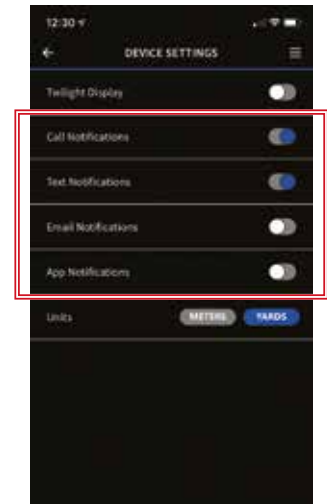 12:30
DEVICE SETTINGS
Twilight Display
Call Notifications
Text Notifications
Email Notifications
App Notifications
Units METERS YARDS